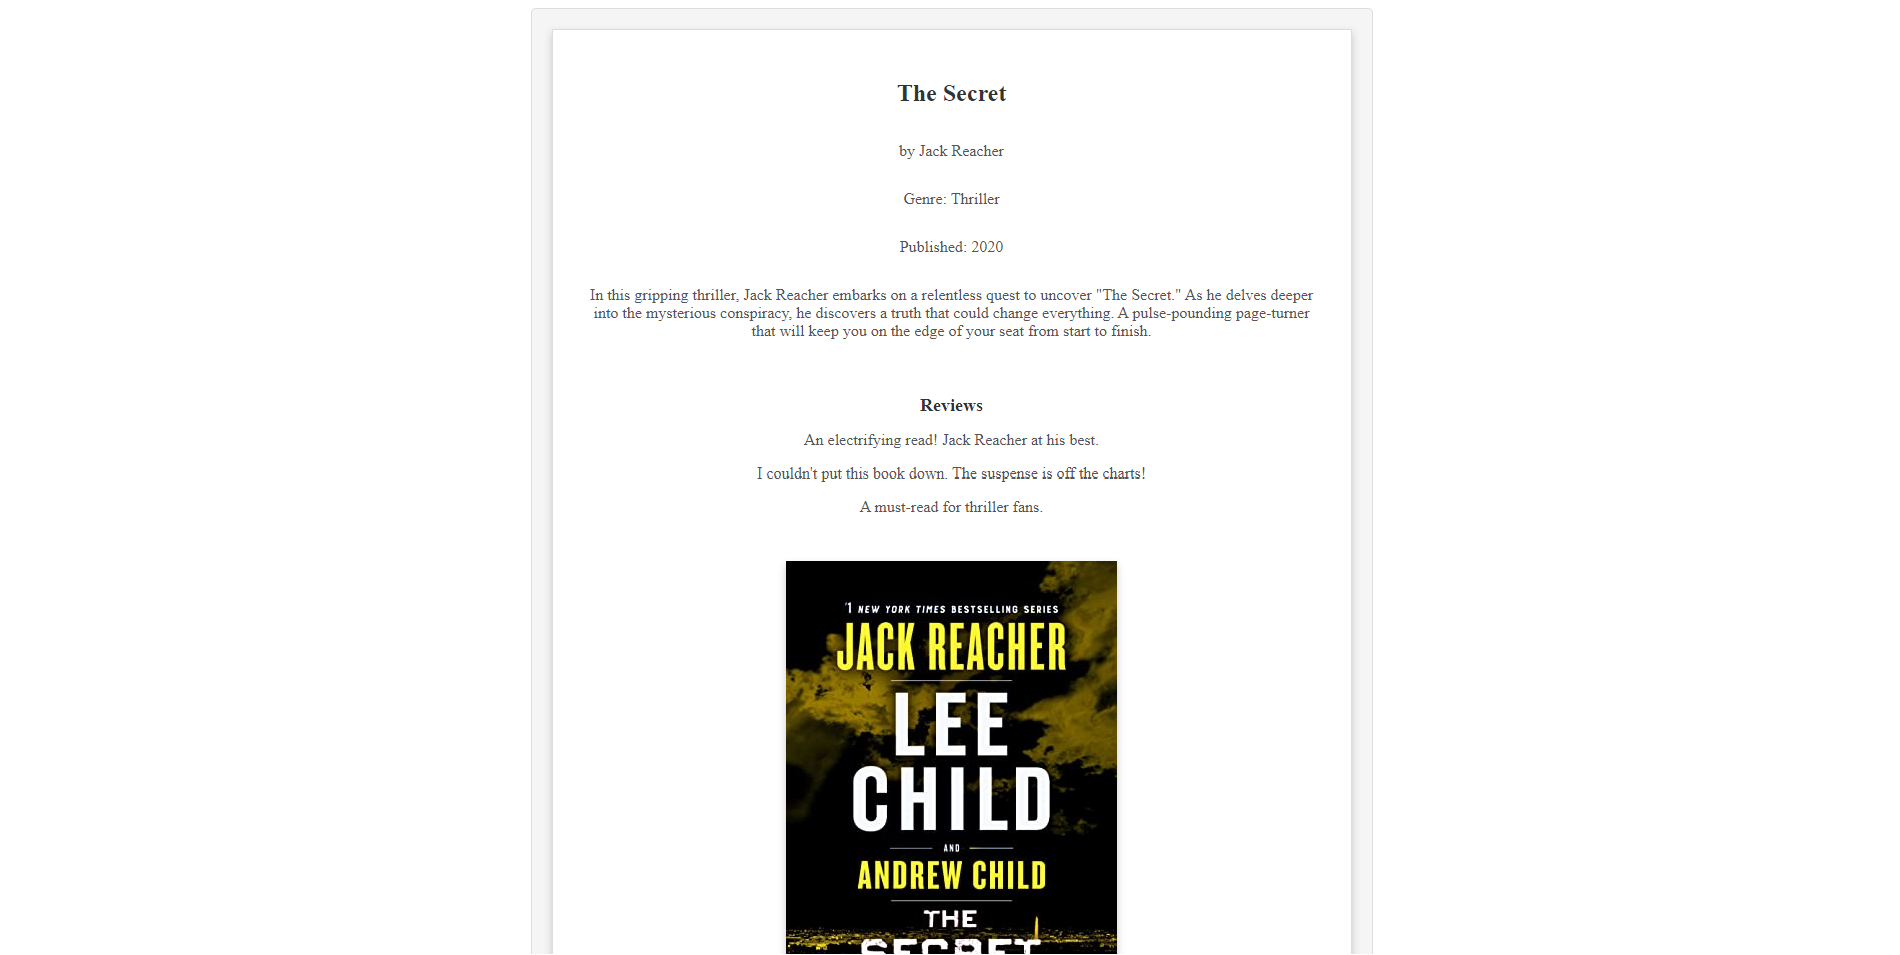 The Secret
by Jack Reacher
Genre: Thriller
Published: 2020
In this gripping thriller, Jack Reacher embarks on a relentless quest to uncover "The Secret." As he delves deeper
into the mysterious conspiracy, he discovers a truth that could change everything. A pulse-pounding page-turner
that will keep you on the edge of your seat from start to finish.
Reviews
An electrifying read! Jack Reacher at his best.
I couldn't put this book down. The suspense is off the charts!
A must-read for thriller fans.
#1 NEW YORK TIMES BESTSELLING SERIES
JACK REACHER
LEE
CHILD
AND
ANDREW CHILD
THE
SECRET